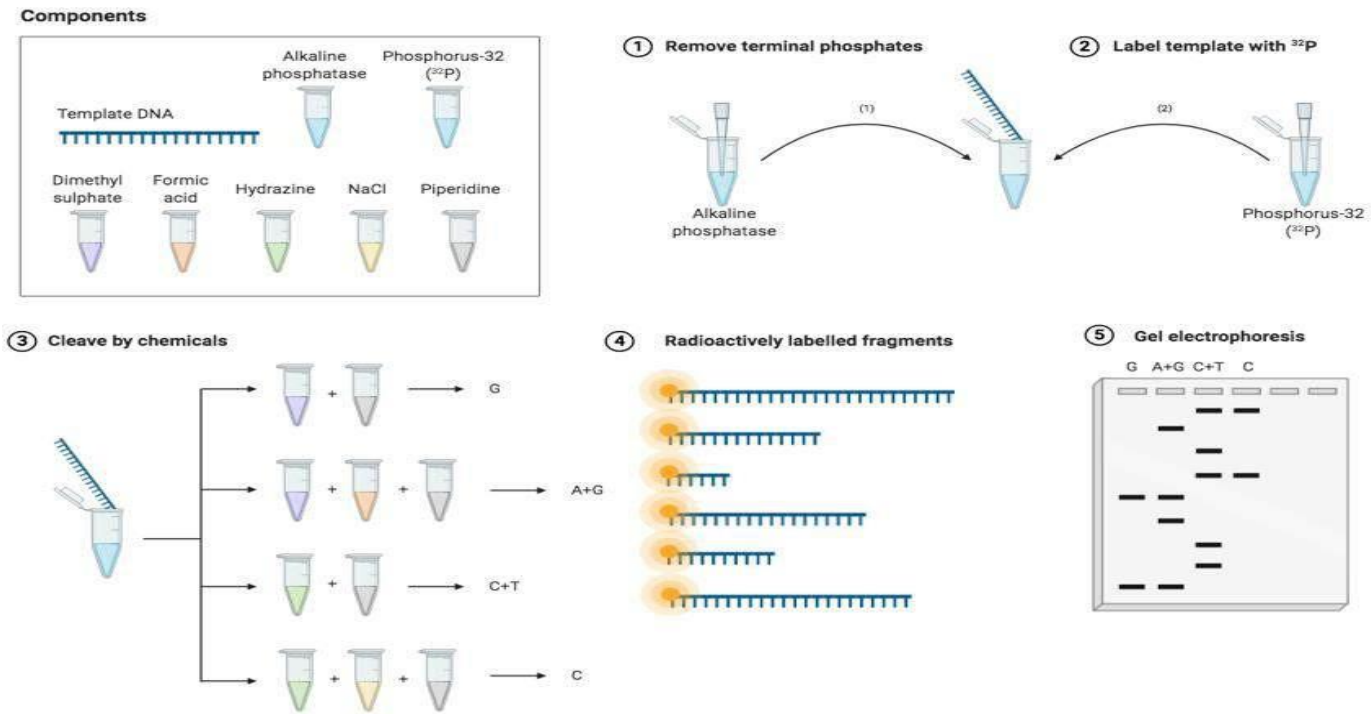 Components
Alkaline
phosphatase
Phosphorus-32
(³²P)
Template DNA
Dimethyl
sulphate
Formic
acid
Hydrazine
NaCl
Piperidine
1 Remove terminal phosphates
2 Label template with ³²P
(1)
(2)
Alkaline
phosphatase
Phosphorus-32
(³²P)
3 Cleave by chemicals
+
G
+ +
A+G
+
C+T
+ +
C
4 Radioactively labelled fragments
5 Gel electrophoresis
G A+G C+T C